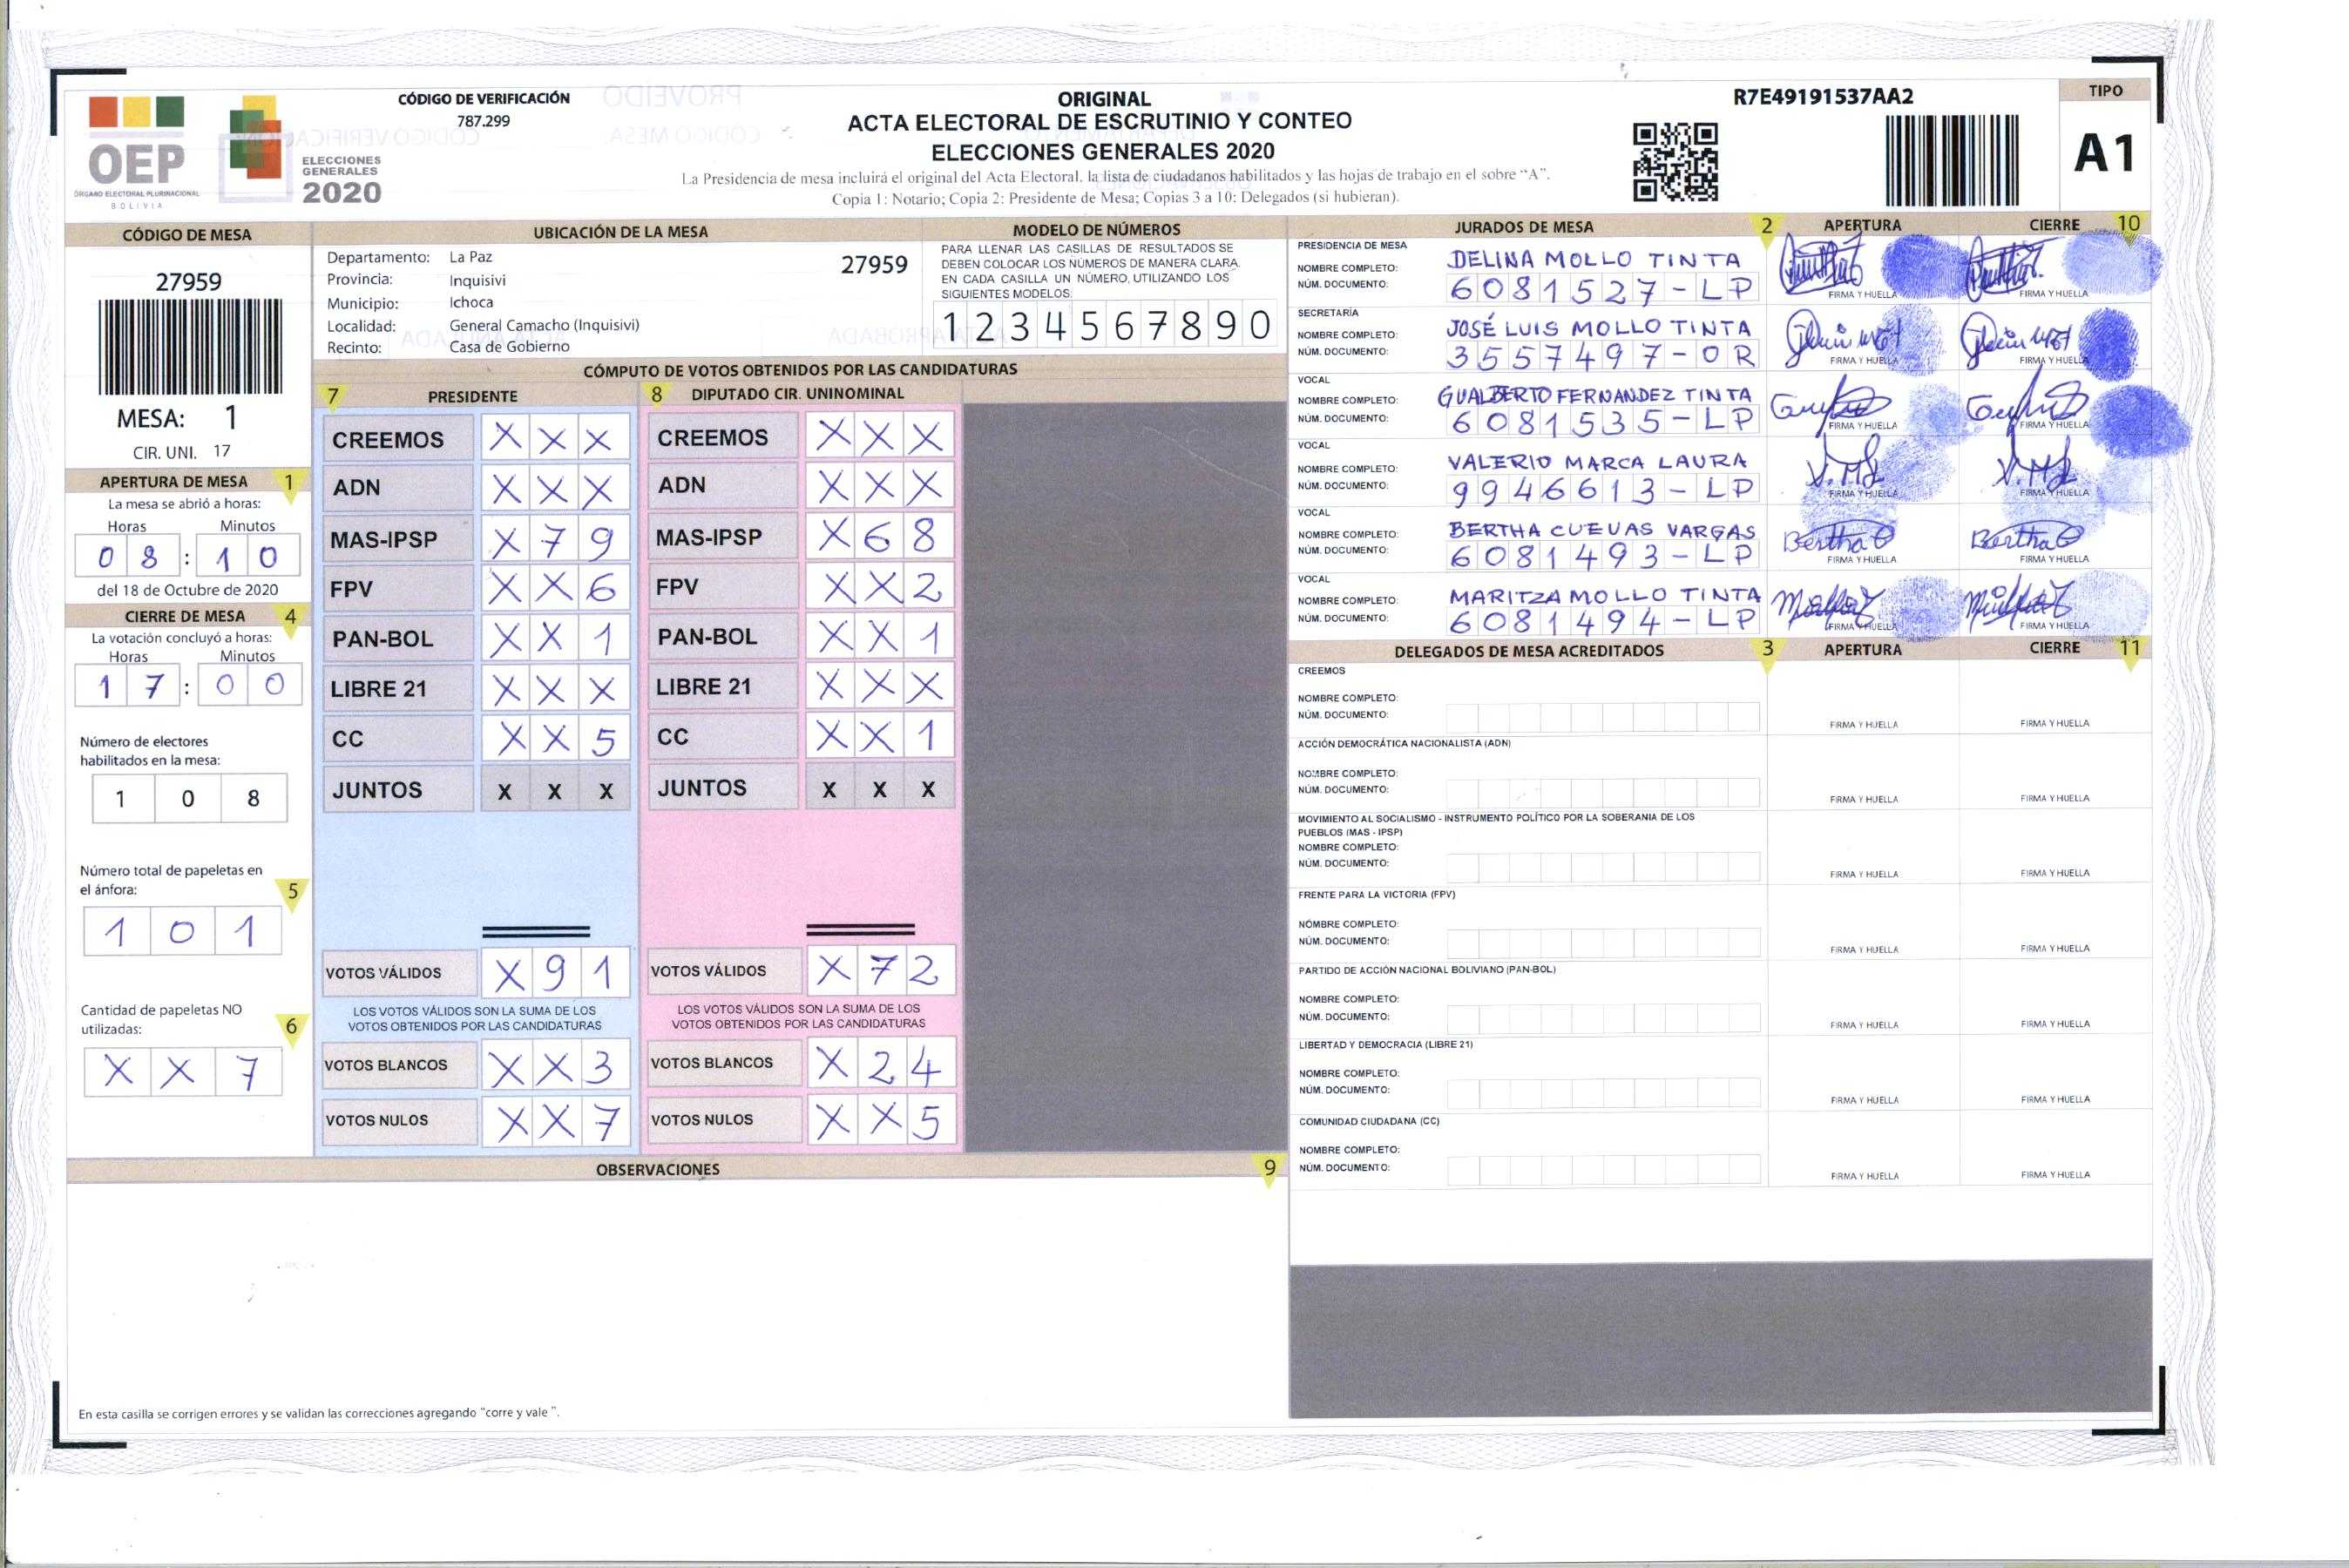 CÓDIGO DE VERIFICACIÓN
787.299
OEP
ÓRGANO ELECTORAL PLURINACIONAL
BOLIVIA
ELECCIONES
GENERALES
2020
ORIGINAL
ACTA ELECTORAL DE ESCRUTINIO Y CONTEO
ELECCIONES GENERALES 2020
La Presidencia de mesa incluirá el original del Acta Electoral, la lista de ciudadanos habilitados y las hojas de trabajo en el sobre “A”.
Copia 1: Notario; Copia 2: Presidente de Mesa; Copias 3 a 10: Delegados (si hubieran).
R7E49191537AA2
TIPO
A1
CÓDIGO DE MESA
27959
MESA: 1
CIR. UNI. 17
APERTURA DE MESA 1
La mesa se abrió a horas:
Horas Minutos
0 8 : 1 0
del 18 de Octubre de 2020
CIERRE DE MESA 4
La votación concluyó a horas:
Horas Minutos
1 7 : 0 0
Número de electores
habilitados en la mesa:
1 0 8
Número total de papeletas en
el ánfora: 5
1 0 1
Cantidad de papeletas NO
utilizadas: 6
X X 7
UBICACIÓN DE LA MESA
Departamento: La Paz 27959
Provincia: Inquisivi
Municipio: Ichoca
Localidad: General Camacho (Inquisivi)
Recinto: Casa de Gobierno
MODELO DE NÚMEROS
PARA LLENAR LAS CASILLAS DE RESULTADOS SE
DEBEN COLOCAR LOS NÚMEROS DE MANERA CLARA.
EN CADA CASILLA UN NÚMERO, UTILIZANDO LOS
SIGUIENTES MODELOS:
1 2 3 4 5 6 7 8 9 0
CÓMPUTO DE VOTOS OBTENIDOS POR LAS CANDIDATURAS
7 PRESIDENTE
CREEMOS X X X
ADN X X X
MAS-IPSP X 7 9
FPV X X 6
PAN-BOL X X 1
LIBRE 21 X X X
CC X X 5
JUNTOS X X X
VOTOS VÁLIDOS X 9 1
LOS VOTOS VÁLIDOS SON LA SUMA DE LOS
VOTOS OBTENIDOS POR LAS CANDIDATURAS
VOTOS BLANCOS X X 3
VOTOS NULOS X X 7
8 DIPUTADO CIR. UNINOMINAL
CREEMOS X X X
ADN X X X
MAS-IPSP X 6 8
FPV X X 2
PAN-BOL X X 1
LIBRE 21 X X X
CC X X 1
JUNTOS X X X
VOTOS VÁLIDOS X 7 2
LOS VOTOS VÁLIDOS SON LA SUMA DE LOS
VOTOS OBTENIDOS POR LAS CANDIDATURAS
VOTOS BLANCOS X 2 4
VOTOS NULOS X X 5
OBSERVACIONES 9
En esta casilla se corrigen errores y se validan las correcciones agregando “corre y vale ”.
JURADOS DE MESA 2 APERTURA CIERRE 10
PRESIDENCIA DE MESA
NOMBRE COMPLETO: DELINA MOLLO TINTA
NÚM. DOCUMENTO: 6081527-LP
FIRMA Y HUELLA FIRMA Y HUELLA
SECRETARÍA
NOMBRE COMPLETO: JOSÉ LUIS MOLLO TINTA
NÚM. DOCUMENTO: 3557497-OR
FIRMA Y HUELLA FIRMA Y HUELLA
VOCAL
NOMBRE COMPLETO: GUALBERTO FERNANDEZ TINTA
NÚM. DOCUMENTO: 6081535-LP
FIRMA Y HUELLA FIRMA Y HUELLA
VOCAL
NOMBRE COMPLETO: VALERIO MARCA LAURA
NÚM. DOCUMENTO: 9946613-LP
FIRMA Y HUELLA FIRMA Y HUELLA
VOCAL
NOMBRE COMPLETO: BERTHA CUEVAS VARGAS
NÚM. DOCUMENTO: 6081493-LP
Bertha Bertha
FIRMA Y HUELLA FIRMA Y HUELLA
VOCAL
NOMBRE COMPLETO: MARITZA MOLLO TINTA
NÚM. DOCUMENTO: 6081494-LP
FIRMA Y HUELLA FIRMA Y HUELLA
DELEGADOS DE MESA ACREDITADOS 3 APERTURA CIERRE 11
CREEMOS
NOMBRE COMPLETO:
NÚM. DOCUMENTO:
FIRMA Y HUELLA FIRMA Y HUELLA
ACCIÓN DEMOCRÁTICA NACIONALISTA (ADN)
NOMBRE COMPLETO:
NÚM. DOCUMENTO:
FIRMA Y HUELLA FIRMA Y HUELLA
MOVIMIENTO AL SOCIALISMO - INSTRUMENTO POLÍTICO POR LA SOBERANIA DE LOS
PUEBLOS (MAS - IPSP)
NOMBRE COMPLETO:
NÚM. DOCUMENTO:
FIRMA Y HUELLA FIRMA Y HUELLA
FRENTE PARA LA VICTORIA (FPV)
NOMBRE COMPLETO:
NÚM. DOCUMENTO:
FIRMA Y HUELLA FIRMA Y HUELLA
PARTIDO DE ACCIÓN NACIONAL BOLIVIANO (PAN-BOL)
NOMBRE COMPLETO:
NÚM. DOCUMENTO:
FIRMA Y HUELLA FIRMA Y HUELLA
LIBERTAD Y DEMOCRACIA (LIBRE 21)
NOMBRE COMPLETO:
NÚM. DOCUMENTO:
FIRMA Y HUELLA FIRMA Y HUELLA
COMUNIDAD CIUDADANA (CC)
NOMBRE COMPLETO:
NÚM. DOCUMENTO:
FIRMA Y HUELLA FIRMA Y HUELLA